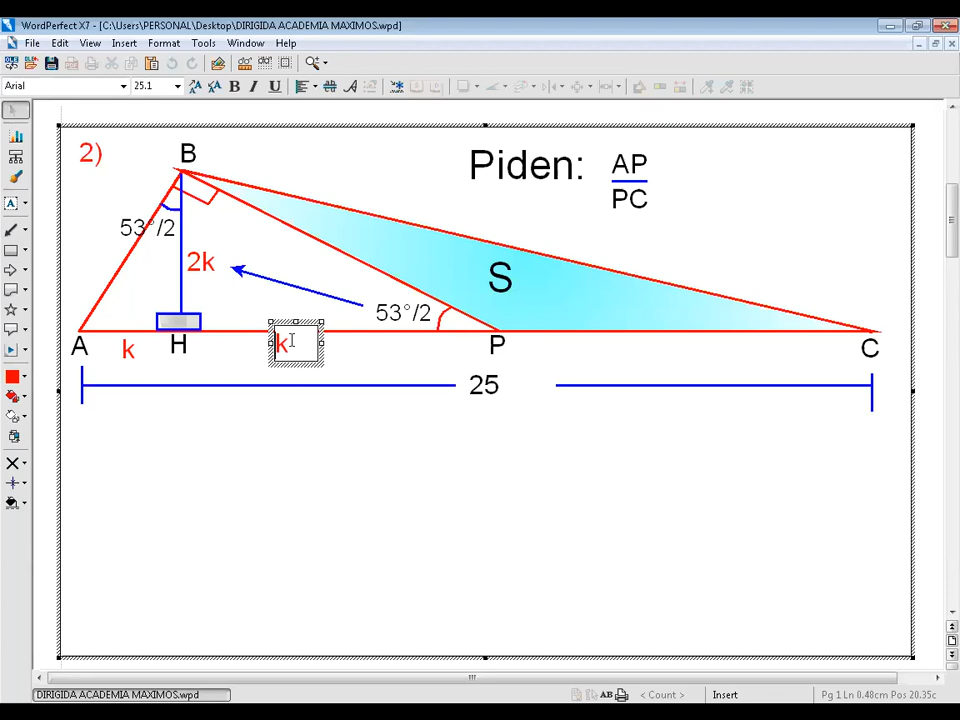 WordPerfect X7 - [C:\Users\PERSONAL\Desktop\DIRIGIDA ACADEMIA MAXIMOS.wpd]
File Edit View Insert Format Tools Window Help
Arial 25.1 B I U
2) B Piden: AP
PC
53°/2
2k
S
53°/2
A k H k P C
25
DIRIGIDA ACADEMIA MAXIMOS.wpd AB < Count > Insert Pg 1 Ln 0.48cm Pos 20.35c